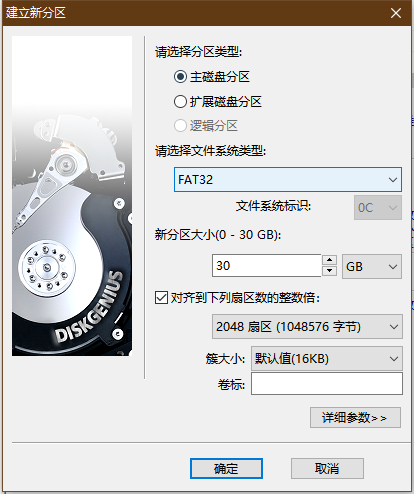 建立新分区
请选择分区类型:
主磁盘分区
扩展磁盘分区
逻辑分区
请选择文件系统类型:
FAT32
文件系统标识: 0C
新分区大小(0 - 30 GB):
30 GB
对齐到下列扇区数的整数倍:
2048 扇区 (1048576 字节)
簇大小: 默认值(16KB)
卷标:
详细参数>>
DISKGENIUS
确定 取消